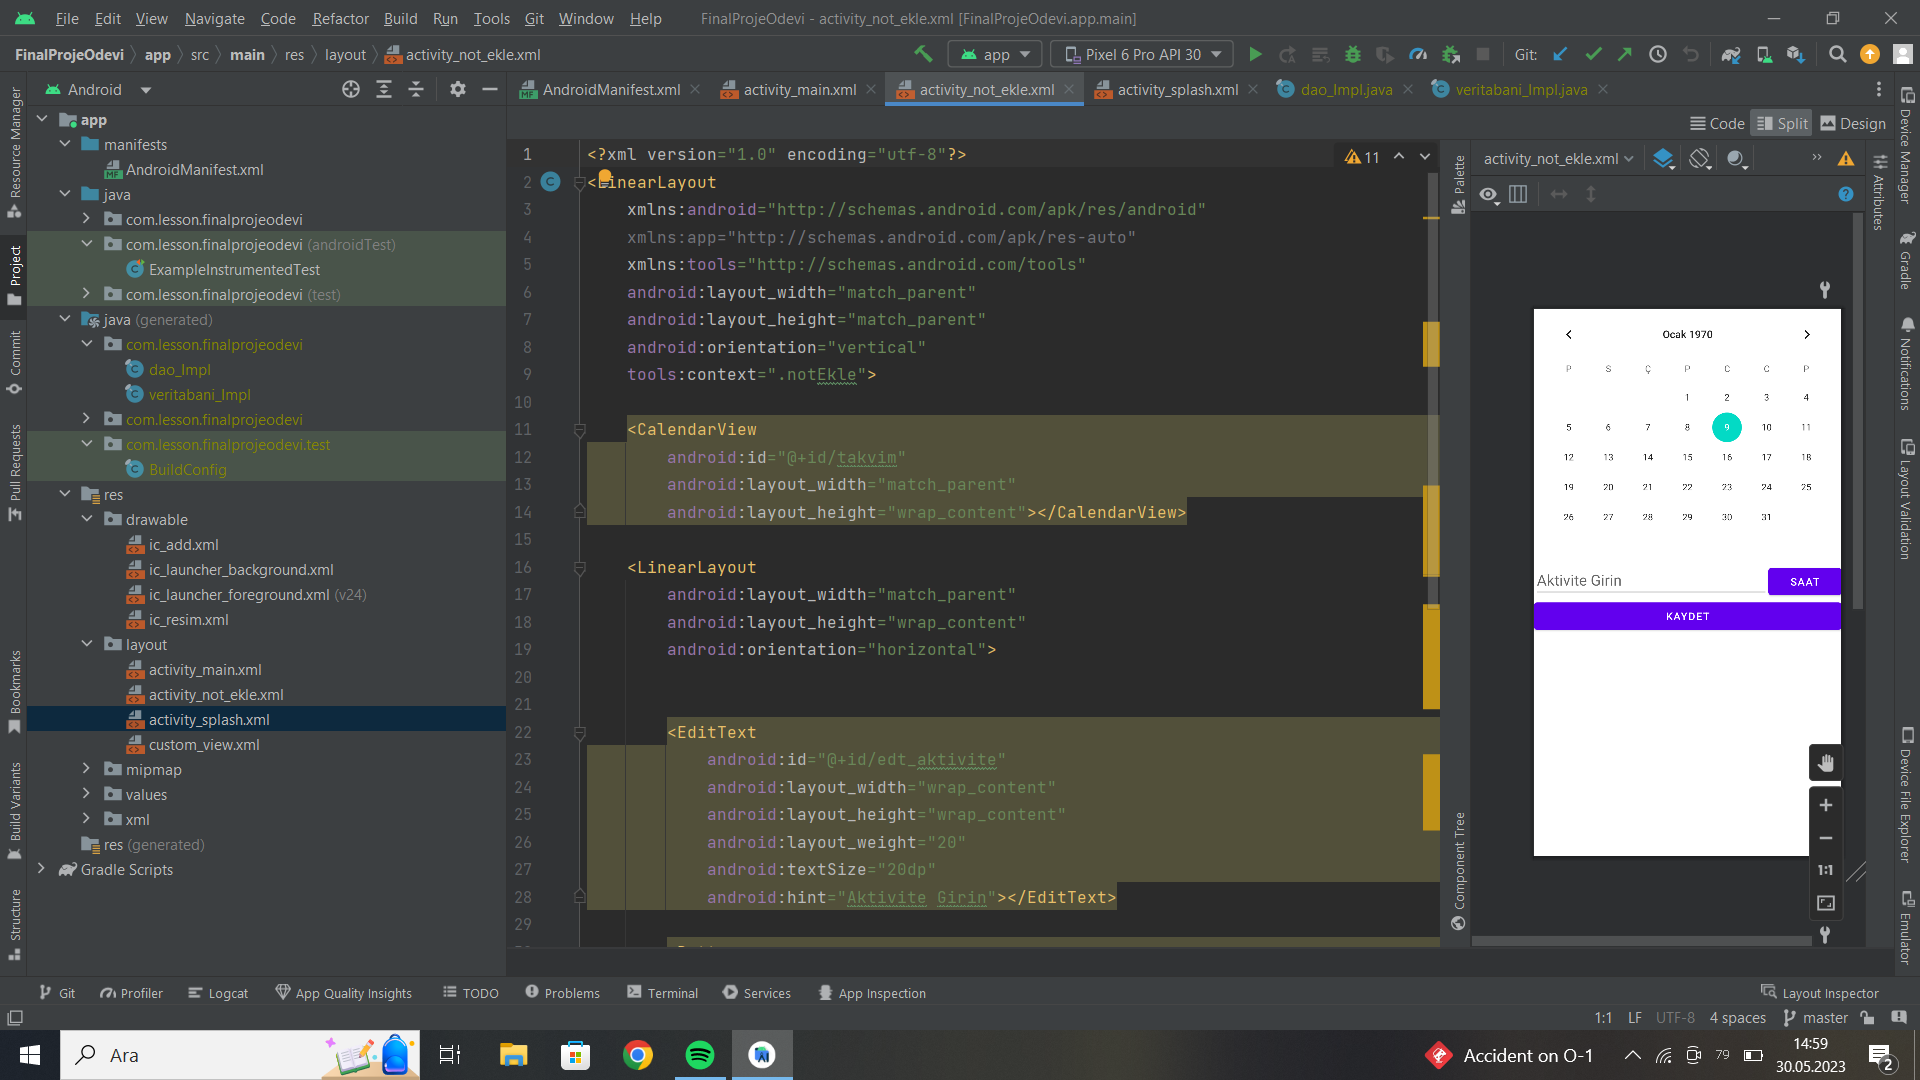 File Edit View Navigate Code Refactor Build Run Tools Git Window Help FinalProjeOdevi - activity_not_ekle.xml [FinalProjeOdevi.app.main]
FinalProjeOdevi app src main res layout activity_not_ekle.xml app Pixel 6 Pro API 30 Git:
Android
AndroidManifest.xml activity_main.xml activity_not_ekle.xml activity_splash.xml dao_Impl.java veritabani_Impl.java
Code Split Design
Resource Manager
Project
Commit
Pull Requests
Bookmarks
Build Variants
Structure
app
manifests
AndroidManifest.xml
java
com.lesson.finalprojeodevi
com.lesson.finalprojeodevi (androidTest)
ExampleInstrumentedTest
com.lesson.finalprojeodevi (test)
java (generated)
com.lesson.finalprojeodevi
dao_Impl
veritabani_Impl
com.lesson.finalprojeodevi
com.lesson.finalprojeodevi.test
BuildConfig
res
drawable
ic_add.xml
ic_launcher_background.xml
ic_launcher_foreground.xml (v24)
ic_resim.xml
layout
activity_main.xml
activity_not_ekle.xml
activity_splash.xml
custom_view.xml
mipmap
values
xml
res (generated)
Gradle Scripts
11
1 <?xml version="1.0" encoding="utf-8"?>
2 <LinearLayout
3 xmlns:android="http://schemas.android.com/apk/res/android"
4 xmlns:app="http://schemas.android.com/apk/res-auto"
5 xmlns:tools="http://schemas.android.com/tools"
6 android:layout_width="match_parent"
7 android:layout_height="match_parent"
8 android:orientation="vertical"
9 tools:context=".notEkle">
10
11 <CalendarView
12 android:id="@+id/takvim"
13 android:layout_width="match_parent"
14 android:layout_height="wrap_content"></CalendarView>
15
16 <LinearLayout
17 android:layout_width="match_parent"
18 android:layout_height="wrap_content"
19 android:orientation="horizontal">
20
21
22 <EditText
23 android:id="@+id/edt_aktivite"
24 android:layout_width="wrap_content"
25 android:layout_height="wrap_content"
26 android:layout_weight="20"
27 android:textSize="20dp"
28 android:hint="Aktivite Girin"></EditText>
29
Palette
Component Tree
activity_not_ekle.xml
Ocak 1970
P S Ç P C C P
1 2 3 4
5 6 7 8 9 10 11
12 13 14 15 16 17 18
19 20 21 22 23 24 25
26 27 28 29 30 31
Aktivite Girin SAAT
KAYDET
1:1
Attributes
Device Manager
Gradle
Notifications
Layout Validation
Device File Explorer
Emulator
Git Profiler Logcat App Quality Insights TODO Problems Terminal Services App Inspection Layout Inspector
1:1 LF UTF-8 4 spaces master
Ara
Accident on O-1 79 14:59
30.05.2023 2